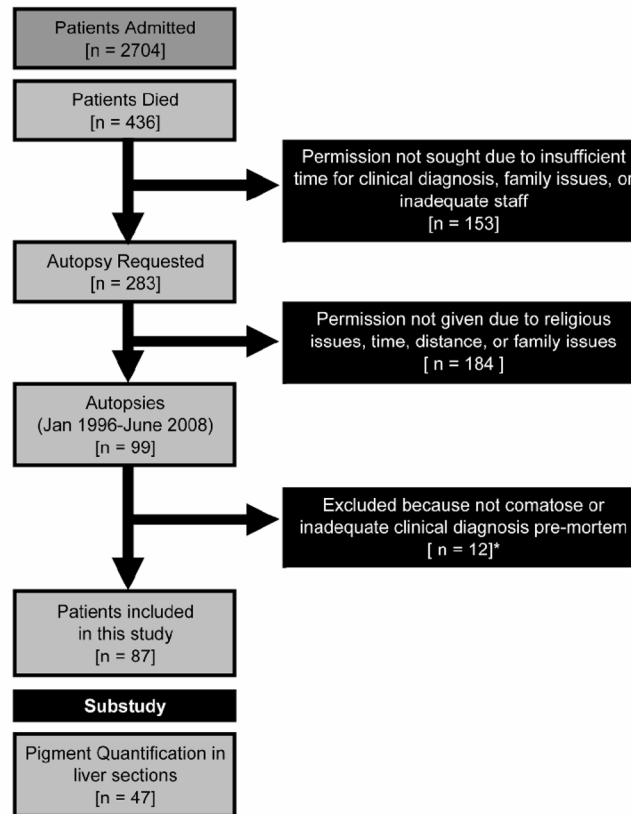 Patients Admitted
[n = 2704]
Patients Died
[n = 436]
Permission not sought due to insufficient
time for clinical diagnosis, family issues, or
inadequate staff
[n = 153]
Autopsy Requested
[n = 283]
Permission not given due to religious
issues, time, distance, or family issues
[ n = 184 ]
Autopsies
(Jan 1996-June 2008)
[n = 99]
Excluded because not comatose or
inadequate clinical diagnosis pre-mortem
[ n = 12]*
Patients included
in this study
[n = 87]
Substudy
Pigment Quantification in
liver sections
[n = 47]